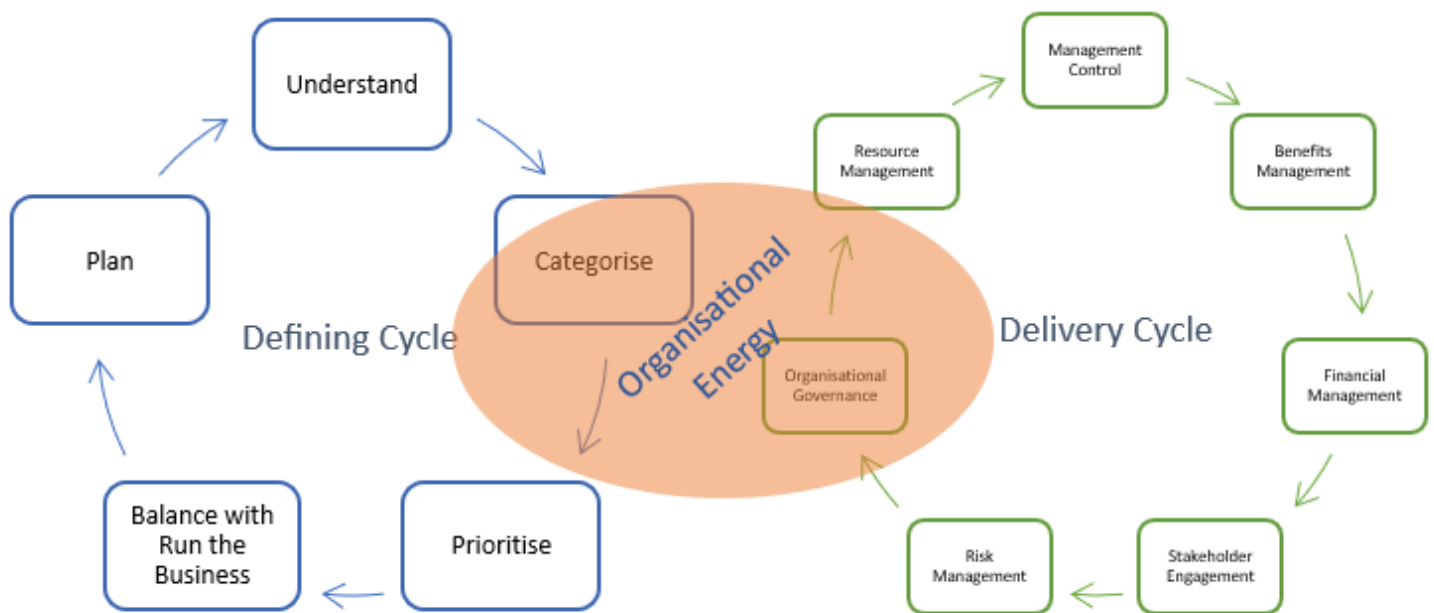 Understand
Categorise
Prioritise
Balance with
Run the
Business
Plan
Defining Cycle
Organisational
Energy
Delivery Cycle
Management
Control
Benefits
Management
Financial
Management
Stakeholder
Engagement
Risk
Management
Organisational
Governance
Resource
Management